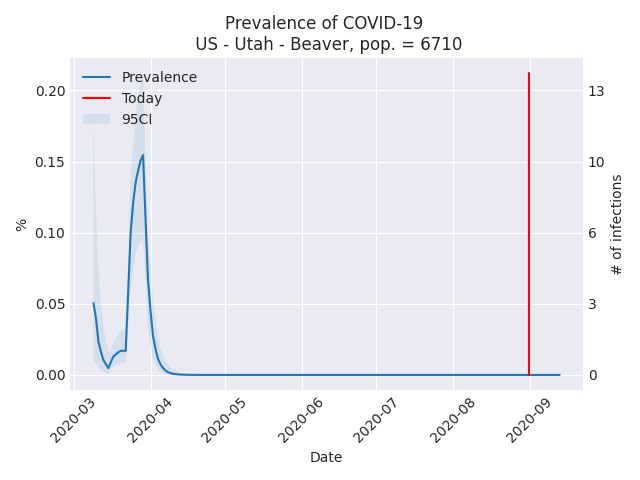 Prevalence of COVID-19
US - Utah - Beaver, pop. = 6710
Prevalence
Today
95CI
0.20
0.15
0.10
0.05
0.00
%
13
10
6
3
0
# of infections
2020-03
2020-04
2020-05
2020-06
2020-07
2020-08
2020-09
Date